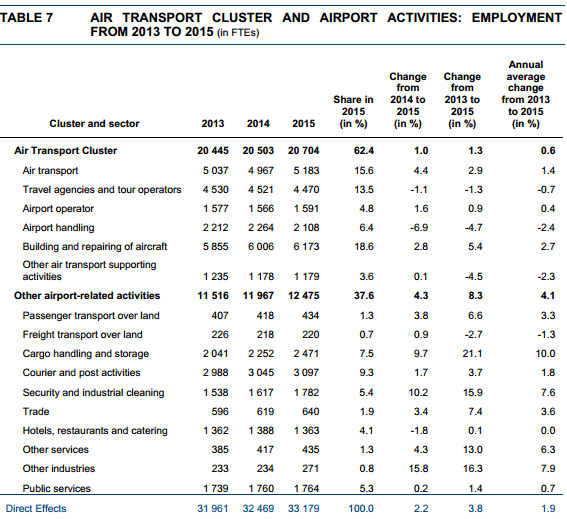 TABLE 7 AIR TRANSPORT CLUSTER AND AIRPORT ACTIVITIES: EMPLOYMENT
FROM 2013 TO 2015 (in FTEs)
Cluster and sector 2013 2014 2015 Share in 2015 (in %) Change from 2014 to 2015 (in %) Change from 2013 to 2015 (in %) Annual average change from 2013 to 2015 (in %)
Air Transport Cluster 20 445 20 503 20 704 62.4 1.0 1.3 0.6
Air transport 5 037 4 967 5 183 15.6 4.4 2.9 1.4
Travel agencies and tour operators 4 530 4 521 4 470 13.5 -1.1 -1.3 -0.7
Airport operator 1 577 1 566 1 591 4.8 1.6 0.9 0.4
Airport handling 2 212 2 264 2 108 6.4 -6.9 -4.7 -2.4
Building and repairing of aircraft 5 855 6 006 6 173 18.6 2.8 5.4 2.7
Other air transport supporting
activities 1 235 1 178 1 179 3.6 0.1 -4.5 -2.3
Other airport-related activities 11 516 11 967 12 475 37.6 4.3 8.3 4.1
Passenger transport over land 407 418 434 1.3 3.8 6.6 3.3
Freight transport over land 226 218 220 0.7 0.9 -2.7 -1.3
Cargo handling and storage 2 041 2 252 2 471 7.5 9.7 21.1 10.0
Courier and post activities 2 988 3 045 3 097 9.3 1.7 3.7 1.8
Security and industrial cleaning 1 538 1 617 1 782 5.4 10.2 15.9 7.6
Trade 596 619 640 1.9 3.4 7.4 3.6
Hotels, restaurants and catering 1 362 1 388 1 363 4.1 -1.8 0.1 0.0
Other services 385 417 435 1.3 4.3 13.0 6.3
Other industries 233 234 271 0.8 15.8 16.3 7.9
Public services 1 739 1 760 1 764 5.3 0.2 1.4 0.7
Direct Effects 31 961 32 469 33 179 100.0 2.2 3.8 1.9